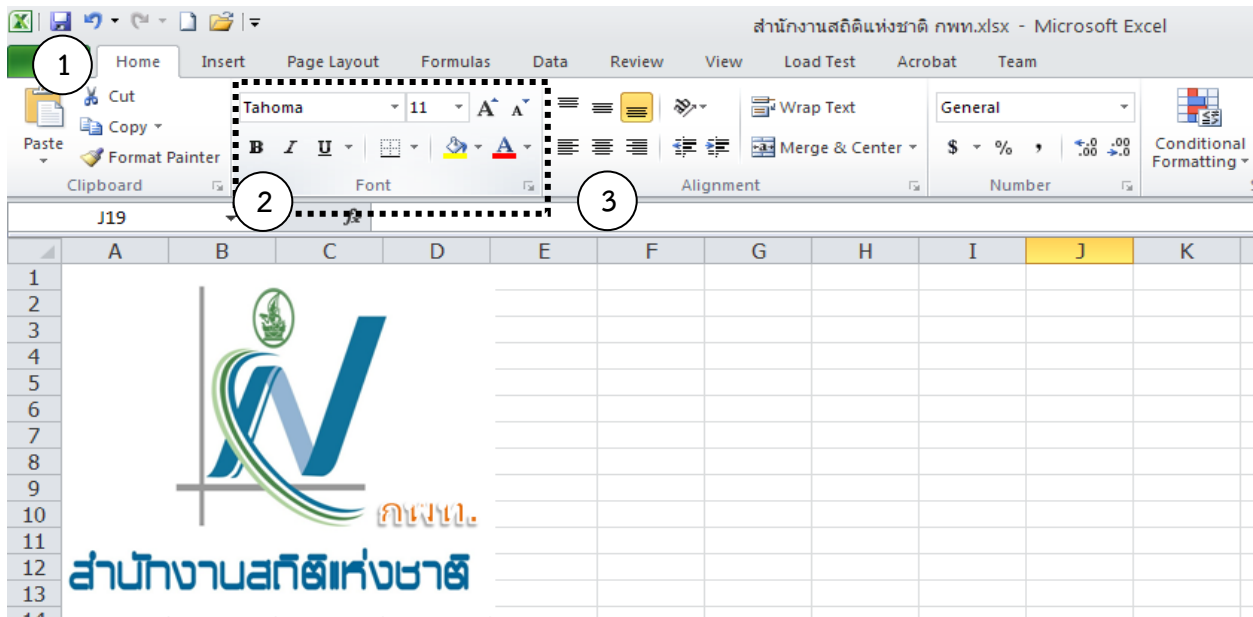 สำนักงานสถิติแห่งชาติ กพท.xlsx - Microsoft Excel
1
Home Insert Page Layout Formulas Data Review View Load Test Acrobat Team
Cut
Copy
Format Painter
Paste
Clipboard
Tahoma 11 A A
B I U A
Font
2
Wrap Text
Merge & Center
Alignment
3
General
$ % , .00 .0
Number
Conditional
Formatting
J19 fx
A B C D E F G H I J K
1
2
3
4
5
6
7
8
9
10
11
12
13
14
กพท.
สำนักงานสถิติแห่งชาติ